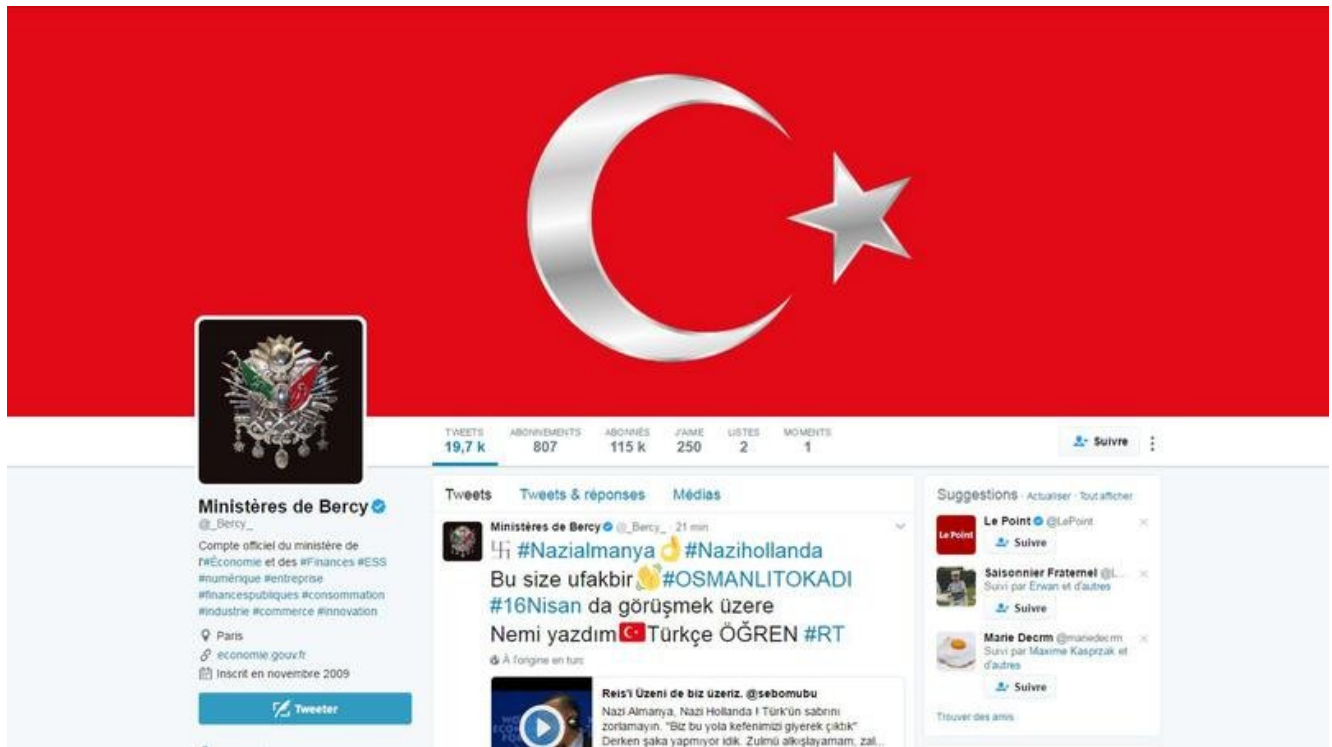 TWEETS ABONNEMENTS ABONNÉS J'AIME LISTES MOMENTS
19,7 k 807 115 k 250 2 1
Suivre
Ministères de Bercy
@_Bercy_
Compte officiel du ministère de
l'#Économie et des #Finances #ESS
#numérique #entreprise
#financespubliques #consommation
#industrie #commerce #innovation
Paris
economie.gouv.fr
Inscrit en novembre 2009
Tweeter
Tweets Tweets & réponses Médias
Ministères de Bercy @_Bercy_ · 21 min
卐 #Nazialmanya 👌 #Nazihollanda
Bu size ufakbir 👏 #OSMANLITOKADI
#16Nisan da görüşmek üzere
Nemi yazdım 🇹🇷 Türkçe ÖĞREN #RT
À l'origine en turc
Reis'i Üzeni de biz üzeriz. @sebomubu
Nazi Almanya, Nazi Hollanda ! Türk'ün sabrını
zorlamayın. "Biz bu yola kefenimizi giyerek çıktık"
Derken şaka yapmıyor idik. Zulmü alkışlayamam, zal...
Suggestions · Actualiser · Tout afficher
Le Point
Le Point @LePoint
Suivre
Saisonnier Fraternel @L...
Suivi par Erwan et d'autres
Suivre
Marie Decrm @mariedecrm
Suivi par Maxime Kasprzak et
d'autres
Suivre
Trouver des amis